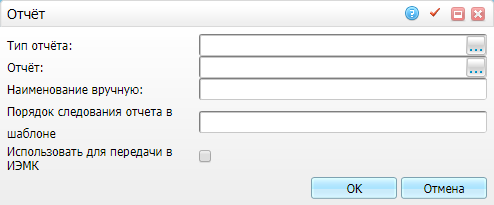 Отчёт
Тип отчёта:
Отчёт:
Наименование вручную:
Порядок следования отчета в
шаблоне
Использовать для передачи в
ИЭМК
ОК
Отмена